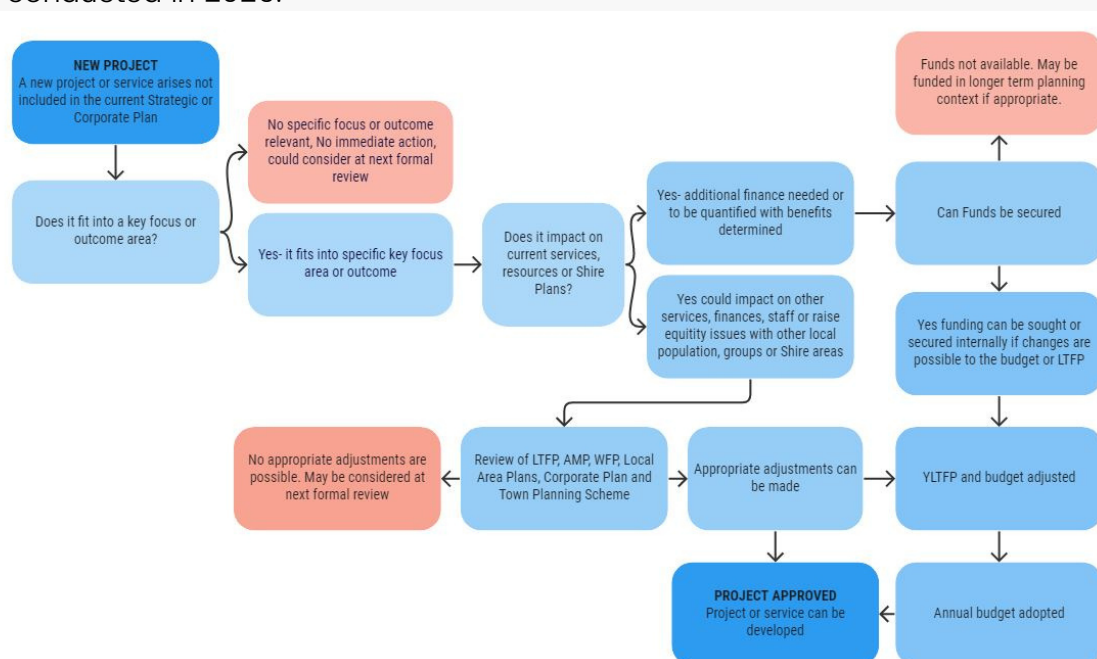 conducted in
NEW PROJECT
A new project or service arises not
included in the current Strategic or
Corporate Plan
Does it fit into a key focus or
outcome area?
No specific focus or outcome
relevant, No immediate action,
could consider at next formal
review
Yes- it fits into specific key focus
area or outcome
Does it impact on
current services,
resources or Shire
Plans?
Yes- additional finance needed or
to be quantified with benefits
determined
Yes could impact on other
services, finances, staff or raise
equitity issues with other local
population, groups or Shire areas
Funds not available. May be
funded in longer term planning
context if appropriate.
Can Funds be secured
Yes funding can be sought or
secured internally if changes are
possible to the budget or LTFP
No appropriate adjustments are
possible. May be considered at
next formal review
Review of LTFP, AMP, WFP, Local
Area Plans, Corporate Plan and
Town Planning Scheme
Appropriate adjustments can
be made
YLTFP and budget adjusted
PROJECT APPROVED
Project or service can be
developed
Annual budget adopted